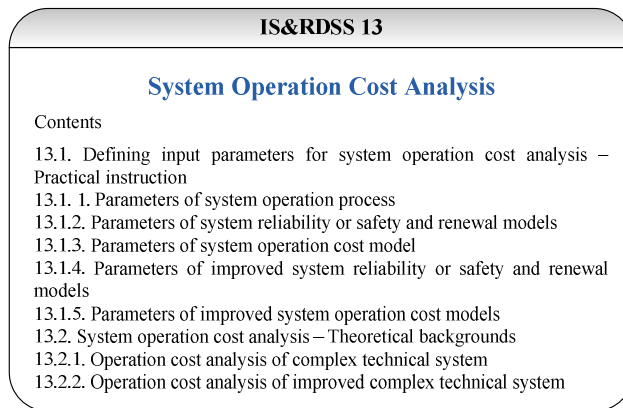 IS&RDSS 13
System Operation Cost Analysis
Contents
13.1. Defining input parameters for system operation cost analysis –
Practical instruction
13.1. 1. Parameters of system operation process
13.1.2. Parameters of system reliability or safety and renewal models
13.1.3. Parameters of system operation cost model
13.1.4. Parameters of improved system reliability or safety and renewal
models
13.1.5. Parameters of improved system operation cost models
13.2. System operation cost analysis – Theoretical backgrounds
13.2.1. Operation cost analysis of complex technical system
13.2.2. Operation cost analysis of improved complex technical system